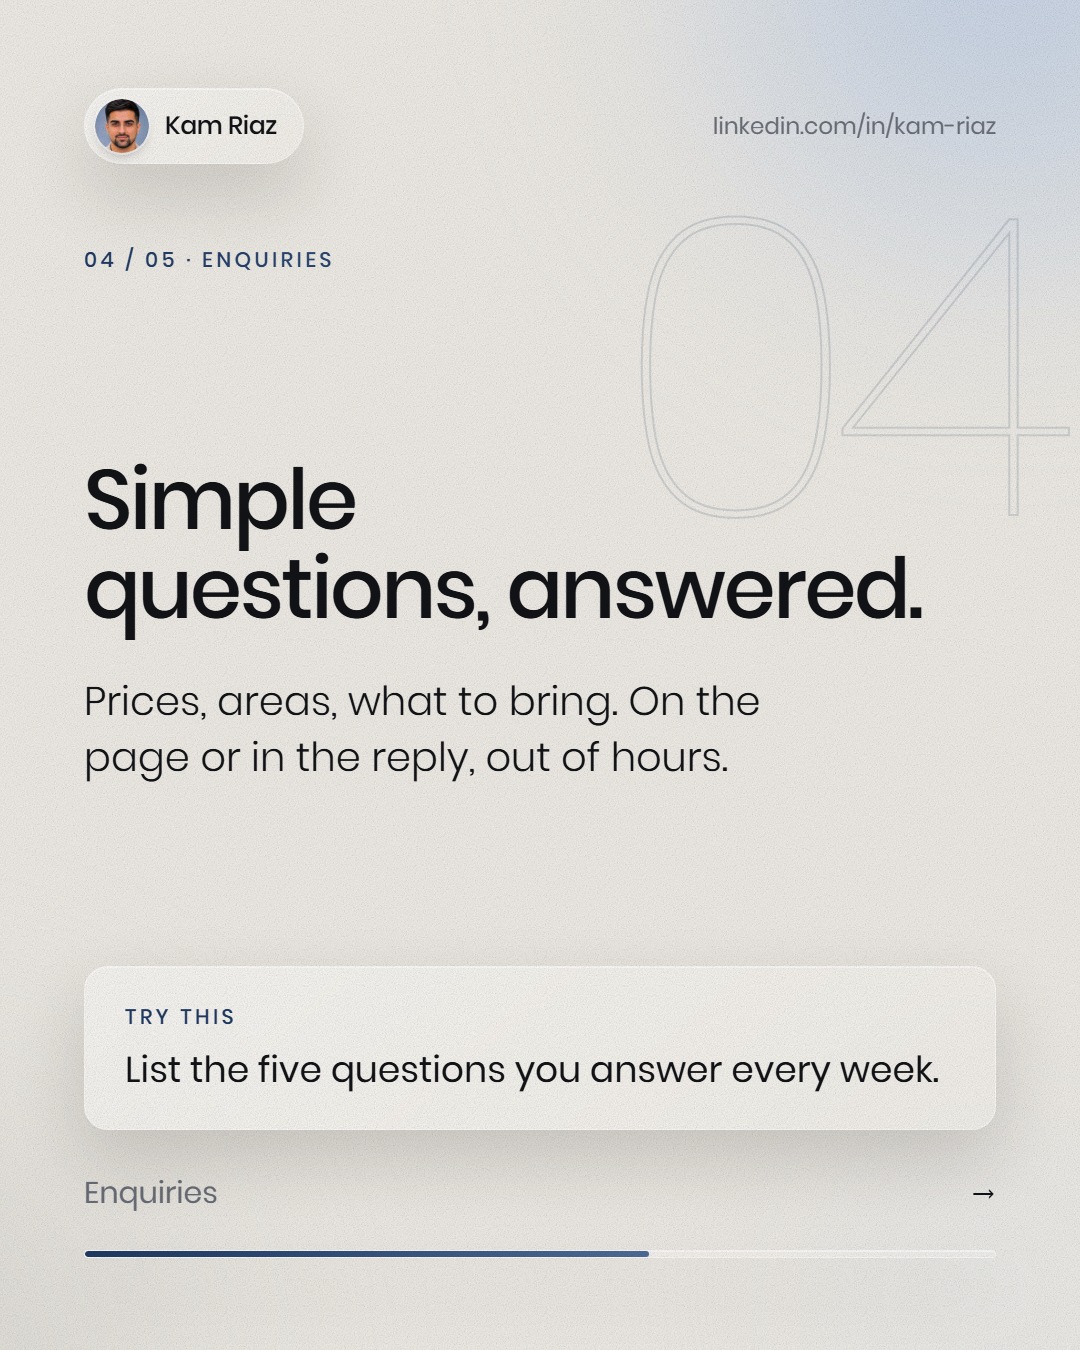 Kam Riaz
linkedin.com/in/kam-riaz
04 / 05 · ENQUIRIES
04
Simple
questions, answered.
Prices, areas, what to bring. On the
page or in the reply, out of hours.
TRY THIS
List the five questions you answer every week.
Enquiries →